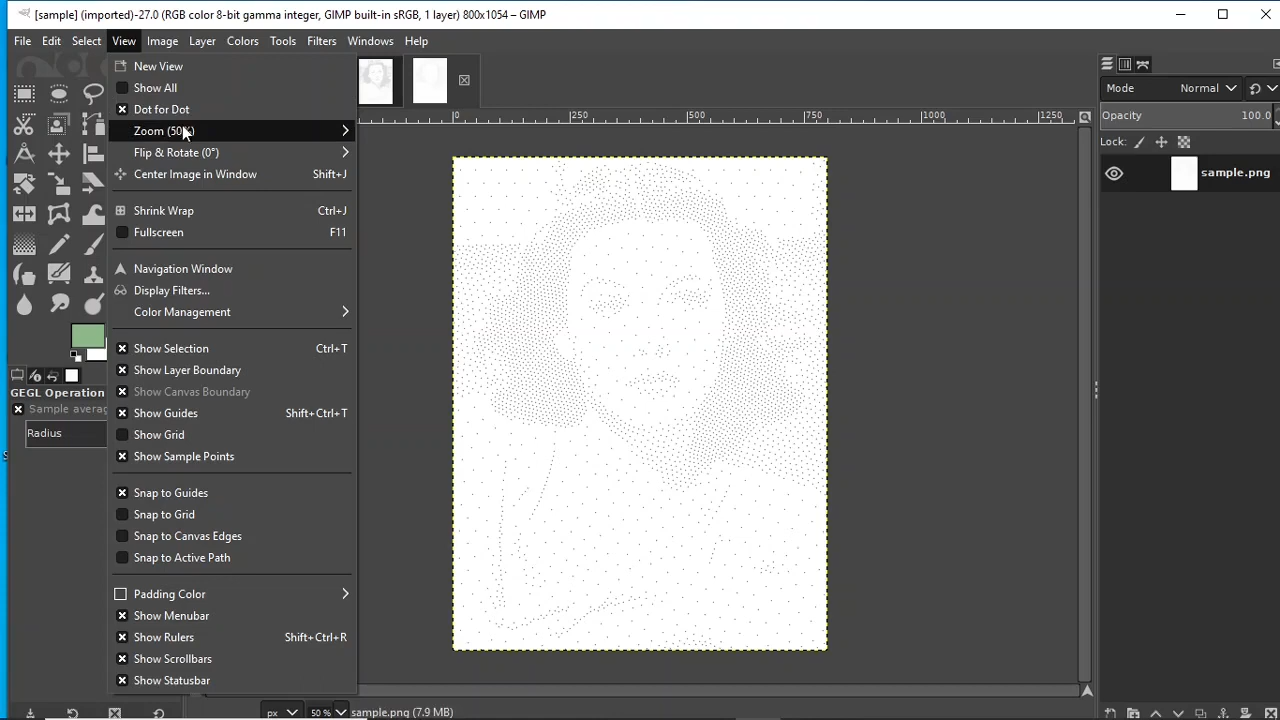 [sample] (imported)-27.0 (RGB color 8-bit gamma integer, GIMP built-in sRGB, 1 layer) 800x1054 – GIMP
File Edit Select View Image Layer Colors Tools Filters Windows Help
New View
Show All
Dot for Dot
Zoom (50%)
Flip & Rotate (0°)
Center Image in Window Shift+J
Shrink Wrap Ctrl+J
Fullscreen F11
Navigation Window
Display Filters...
Color Management
Show Selection Ctrl+T
Show Layer Boundary
Show Canvas Boundary
Show Guides Shift+Ctrl+T
Show Grid
Show Sample Points
Snap to Guides
Snap to Grid
Snap to Canvas Edges
Snap to Active Path
Padding Color
Show Menubar
Show Rulers Shift+Ctrl+R
Show Scrollbars
Show Statusbar
GEGL Operation
Sample averag
Radius
0 250 500 750 1000 1250
px 50 % sample.png (7.9 MB)
Mode Normal
Opacity 100.0
Lock:
sample.png